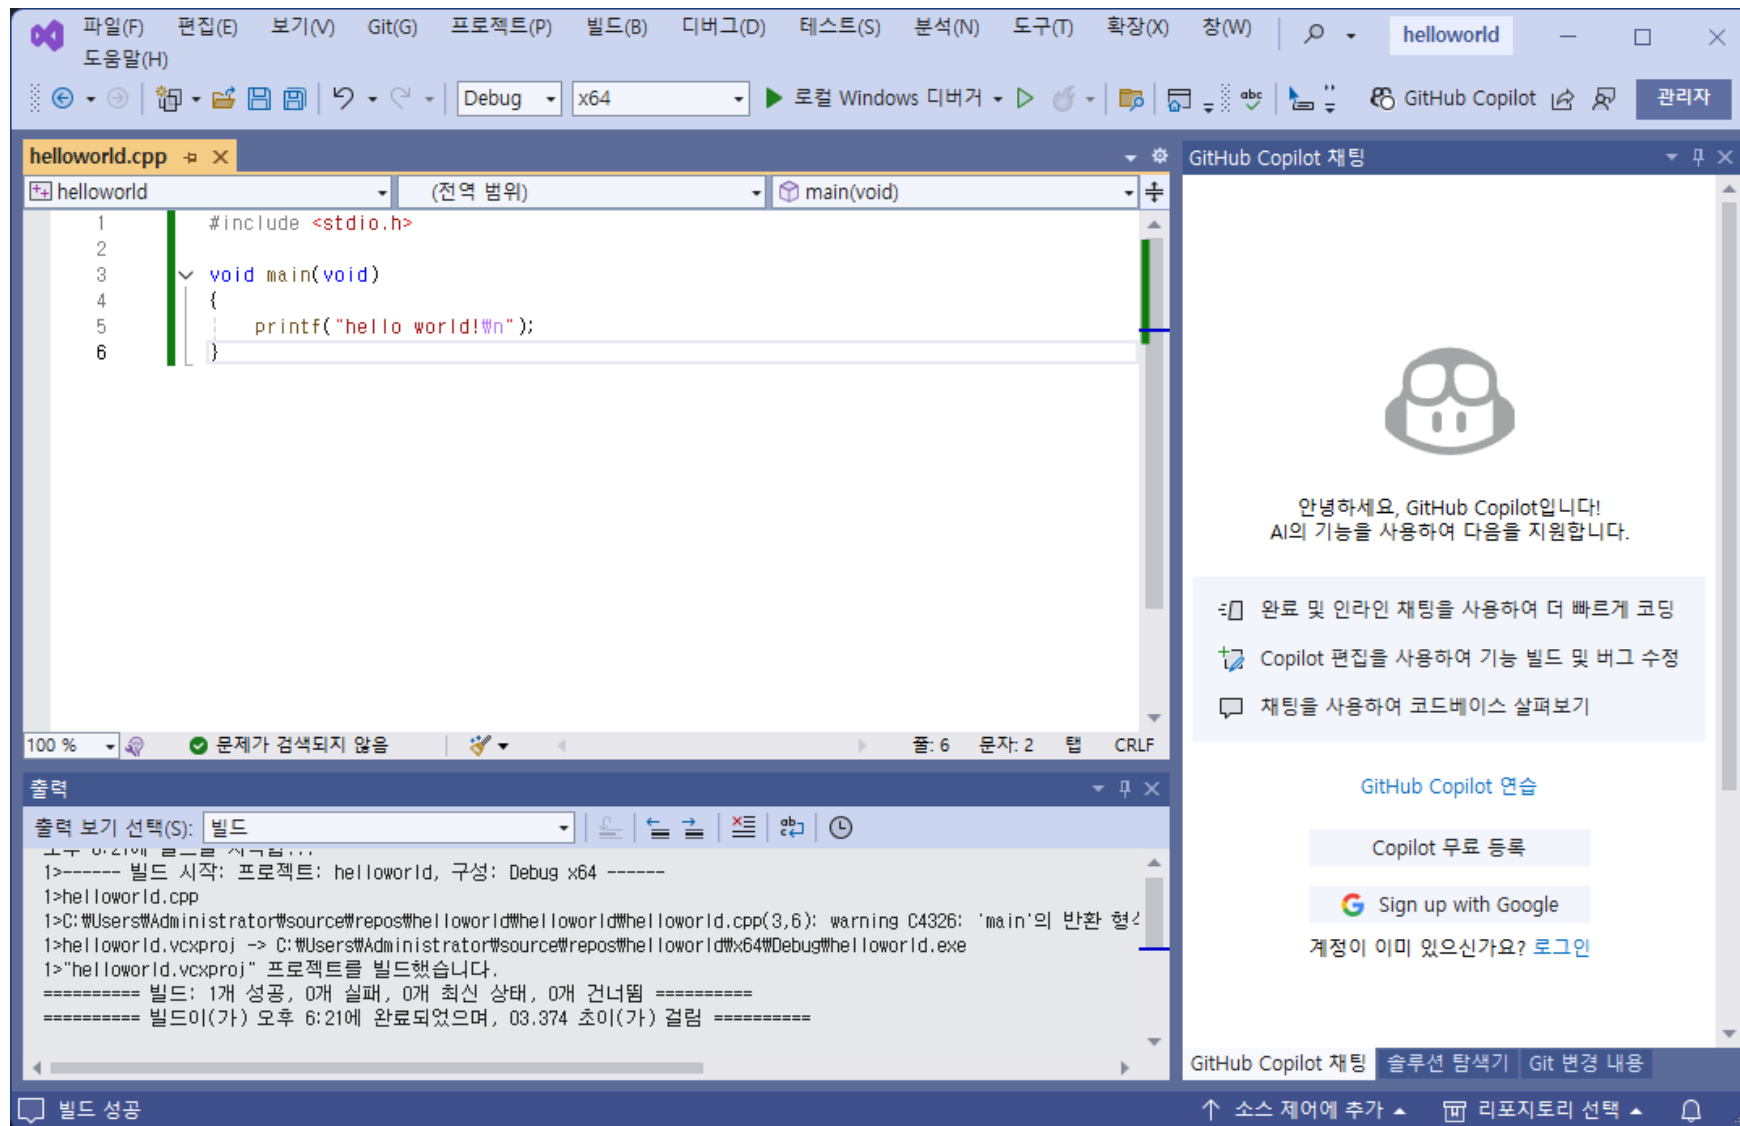 파일(F) 편집(E) 보기(V) Git(G) 프로젝트(P) 빌드(B) 디버그(D) 테스트(S) 분석(N) 도구(T) 확장(X) 창(W) helloworld
도움말(H)
Debug x64 로컬 Windows 디버거 GitHub Copilot 관리자
helloworld.cpp
helloworld (전역 범위) main(void)
1 #include <stdio.h>
2
3 void main(void)
4 {
5 printf("hello world!₩n");
6 }
100 % 문제가 검색되지 않음 줄: 6 문자: 2 탭 CRLF
출력
출력 보기 선택(S): 빌드
1>------ 빌드 시작: 프로젝트: helloworld, 구성: Debug x64 ------
1>helloworld.cpp
1>C:₩Users₩Administrator₩source₩repos₩helloworld₩helloworld₩helloworld.cpp(3,6): warning C4326: 'main'의 반환
1>helloworld.vcxproj -> C:₩Users₩Administrator₩source₩repos₩helloworld₩x64₩Debug₩helloworld.exe
1>"helloworld.vcxproj" 프로젝트를 빌드했습니다.
========== 빌드: 1개 성공, 0개 실패, 0개 최신 상태, 0개 건너뜀 ==========
========== 빌드이(가) 오후 6:21에 완료되었으며, 03.374 초이(가) 걸림 ==========
GitHub Copilot 채팅
안녕하세요, GitHub Copilot입니다!
AI의 기능을 사용하여 다음을 지원합니다.
완료 및 인라인 채팅을 사용하여 더 빠르게 코딩
Copilot 편집을 사용하여 기능 빌드 및 버그 수정
채팅을 사용하여 코드베이스 살펴보기
GitHub Copilot 연습
Copilot 무료 등록
Sign up with Google
계정이 이미 있으신가요? 로그인
GitHub Copilot 채팅 솔루션 탐색기 Git 변경 내용
빌드 성공 소스 제어에 추가 리포지토리 선택